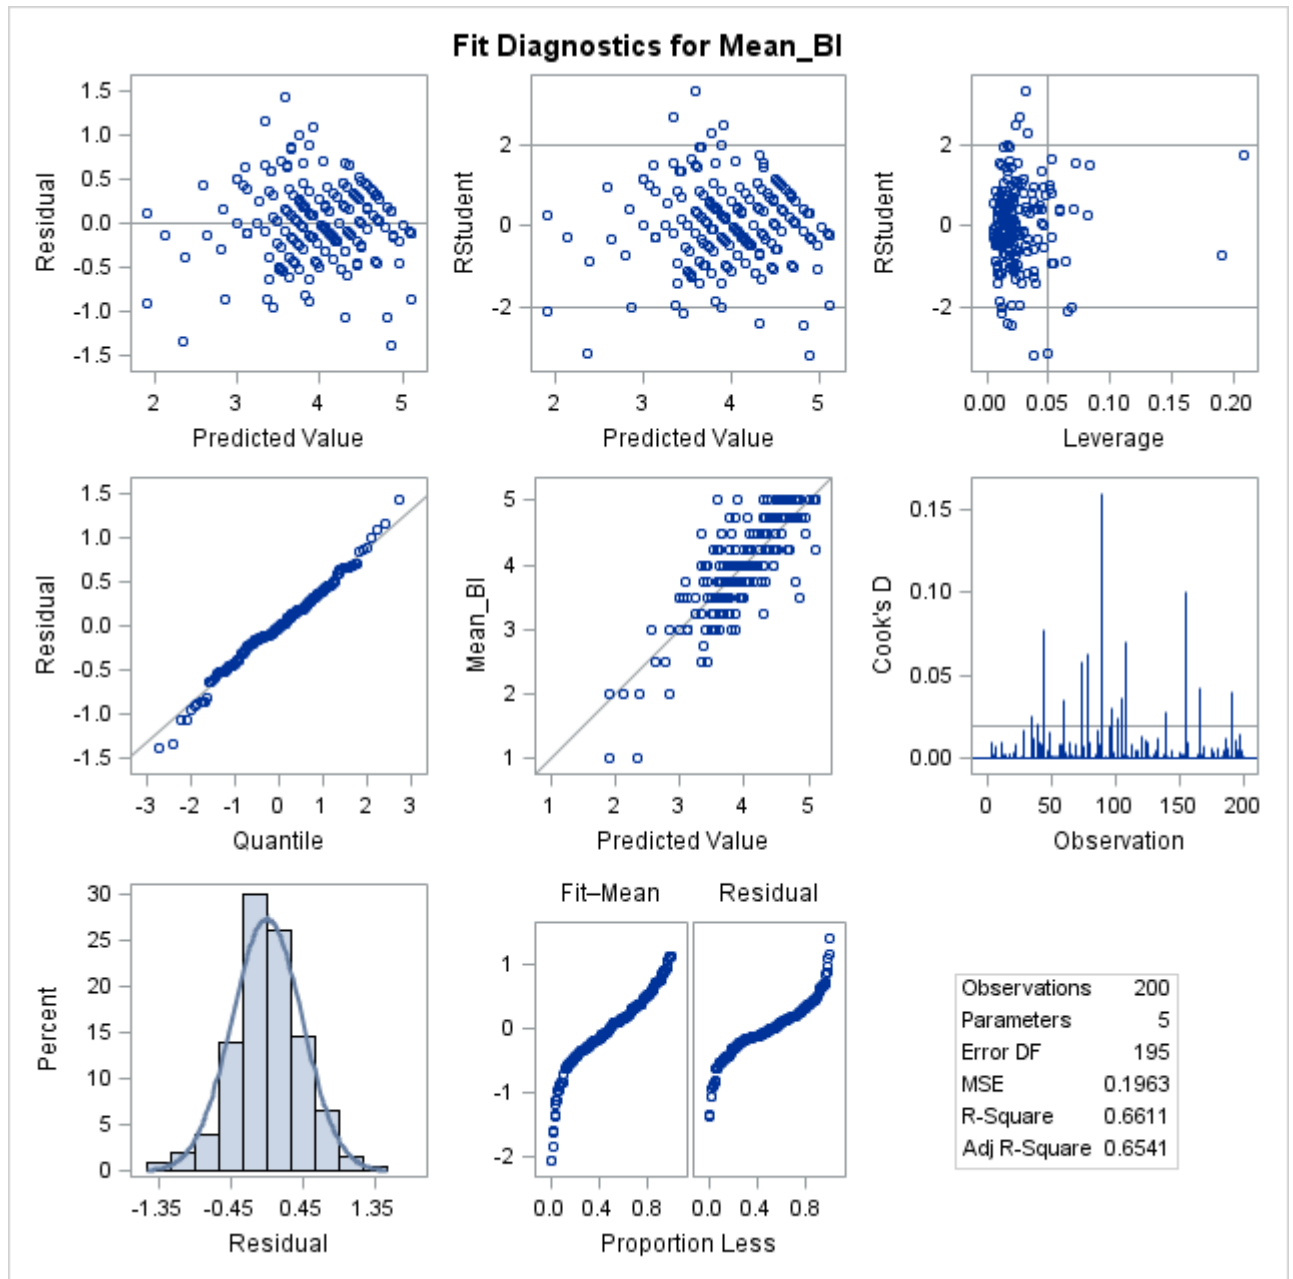 Fit Diagnostics for Mean_BI
1.5
1.0
0.5
0.0
-0.5
-1.0
-1.5
Residual
2 3 4 5
Predicted Value
2
0
-2
RStudent
2 3 4 5
Predicted Value
2
0
-2
RStudent
0.00 0.05 0.10 0.15 0.20
Leverage
1.5
1.0
0.5
0.0
-0.5
-1.0
-1.5
Residual
-3 -2 -1 0 1 2 3
Quantile
5
4
3
2
1
Mean_BI
1 2 3 4 5
Predicted Value
0.15
0.10
0.05
0.00
Cook's D
0 50 100 150 200
Observation
30
25
20
15
10
5
0
Percent
-1.35 -0.45 0.45 1.35
Residual
Fit–Mean Residual
1
0
-1
-2
0.0 0.4 0.8 0.0 0.4 0.8
Proportion Less
Observations 200
Parameters 5
Error DF 195
MSE 0.1963
R-Square 0.6611
Adj R-Square 0.6541